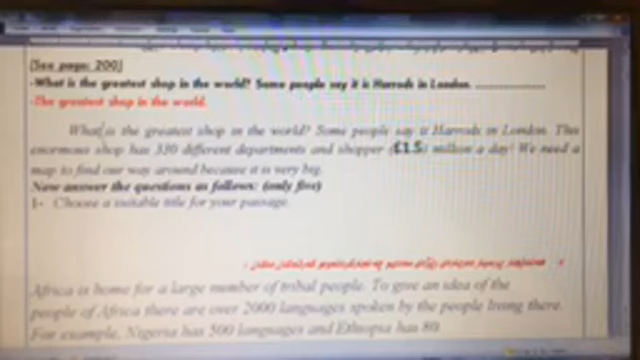 [See page: 200]
-What is the greatest shop in the world? Some people say it is Harrods in London. ................
-The greatest shop in the world.
What is the greatest shop in the world? Some people say it Harrods in London. This
enormous shop has 330 different departments and shopper (£1.5) million a day! We need a
map to find our way around because it is very big.
Now answer the questions as follows: (only five)
1- Choose a suitable title for your passage.
Africa is home for a large number of tribal people. To give an idea of the
people of Africa there are over 2000 languages spoken by the people living there.
For example, Nigeria has 500 languages and Ethiopia has 80.